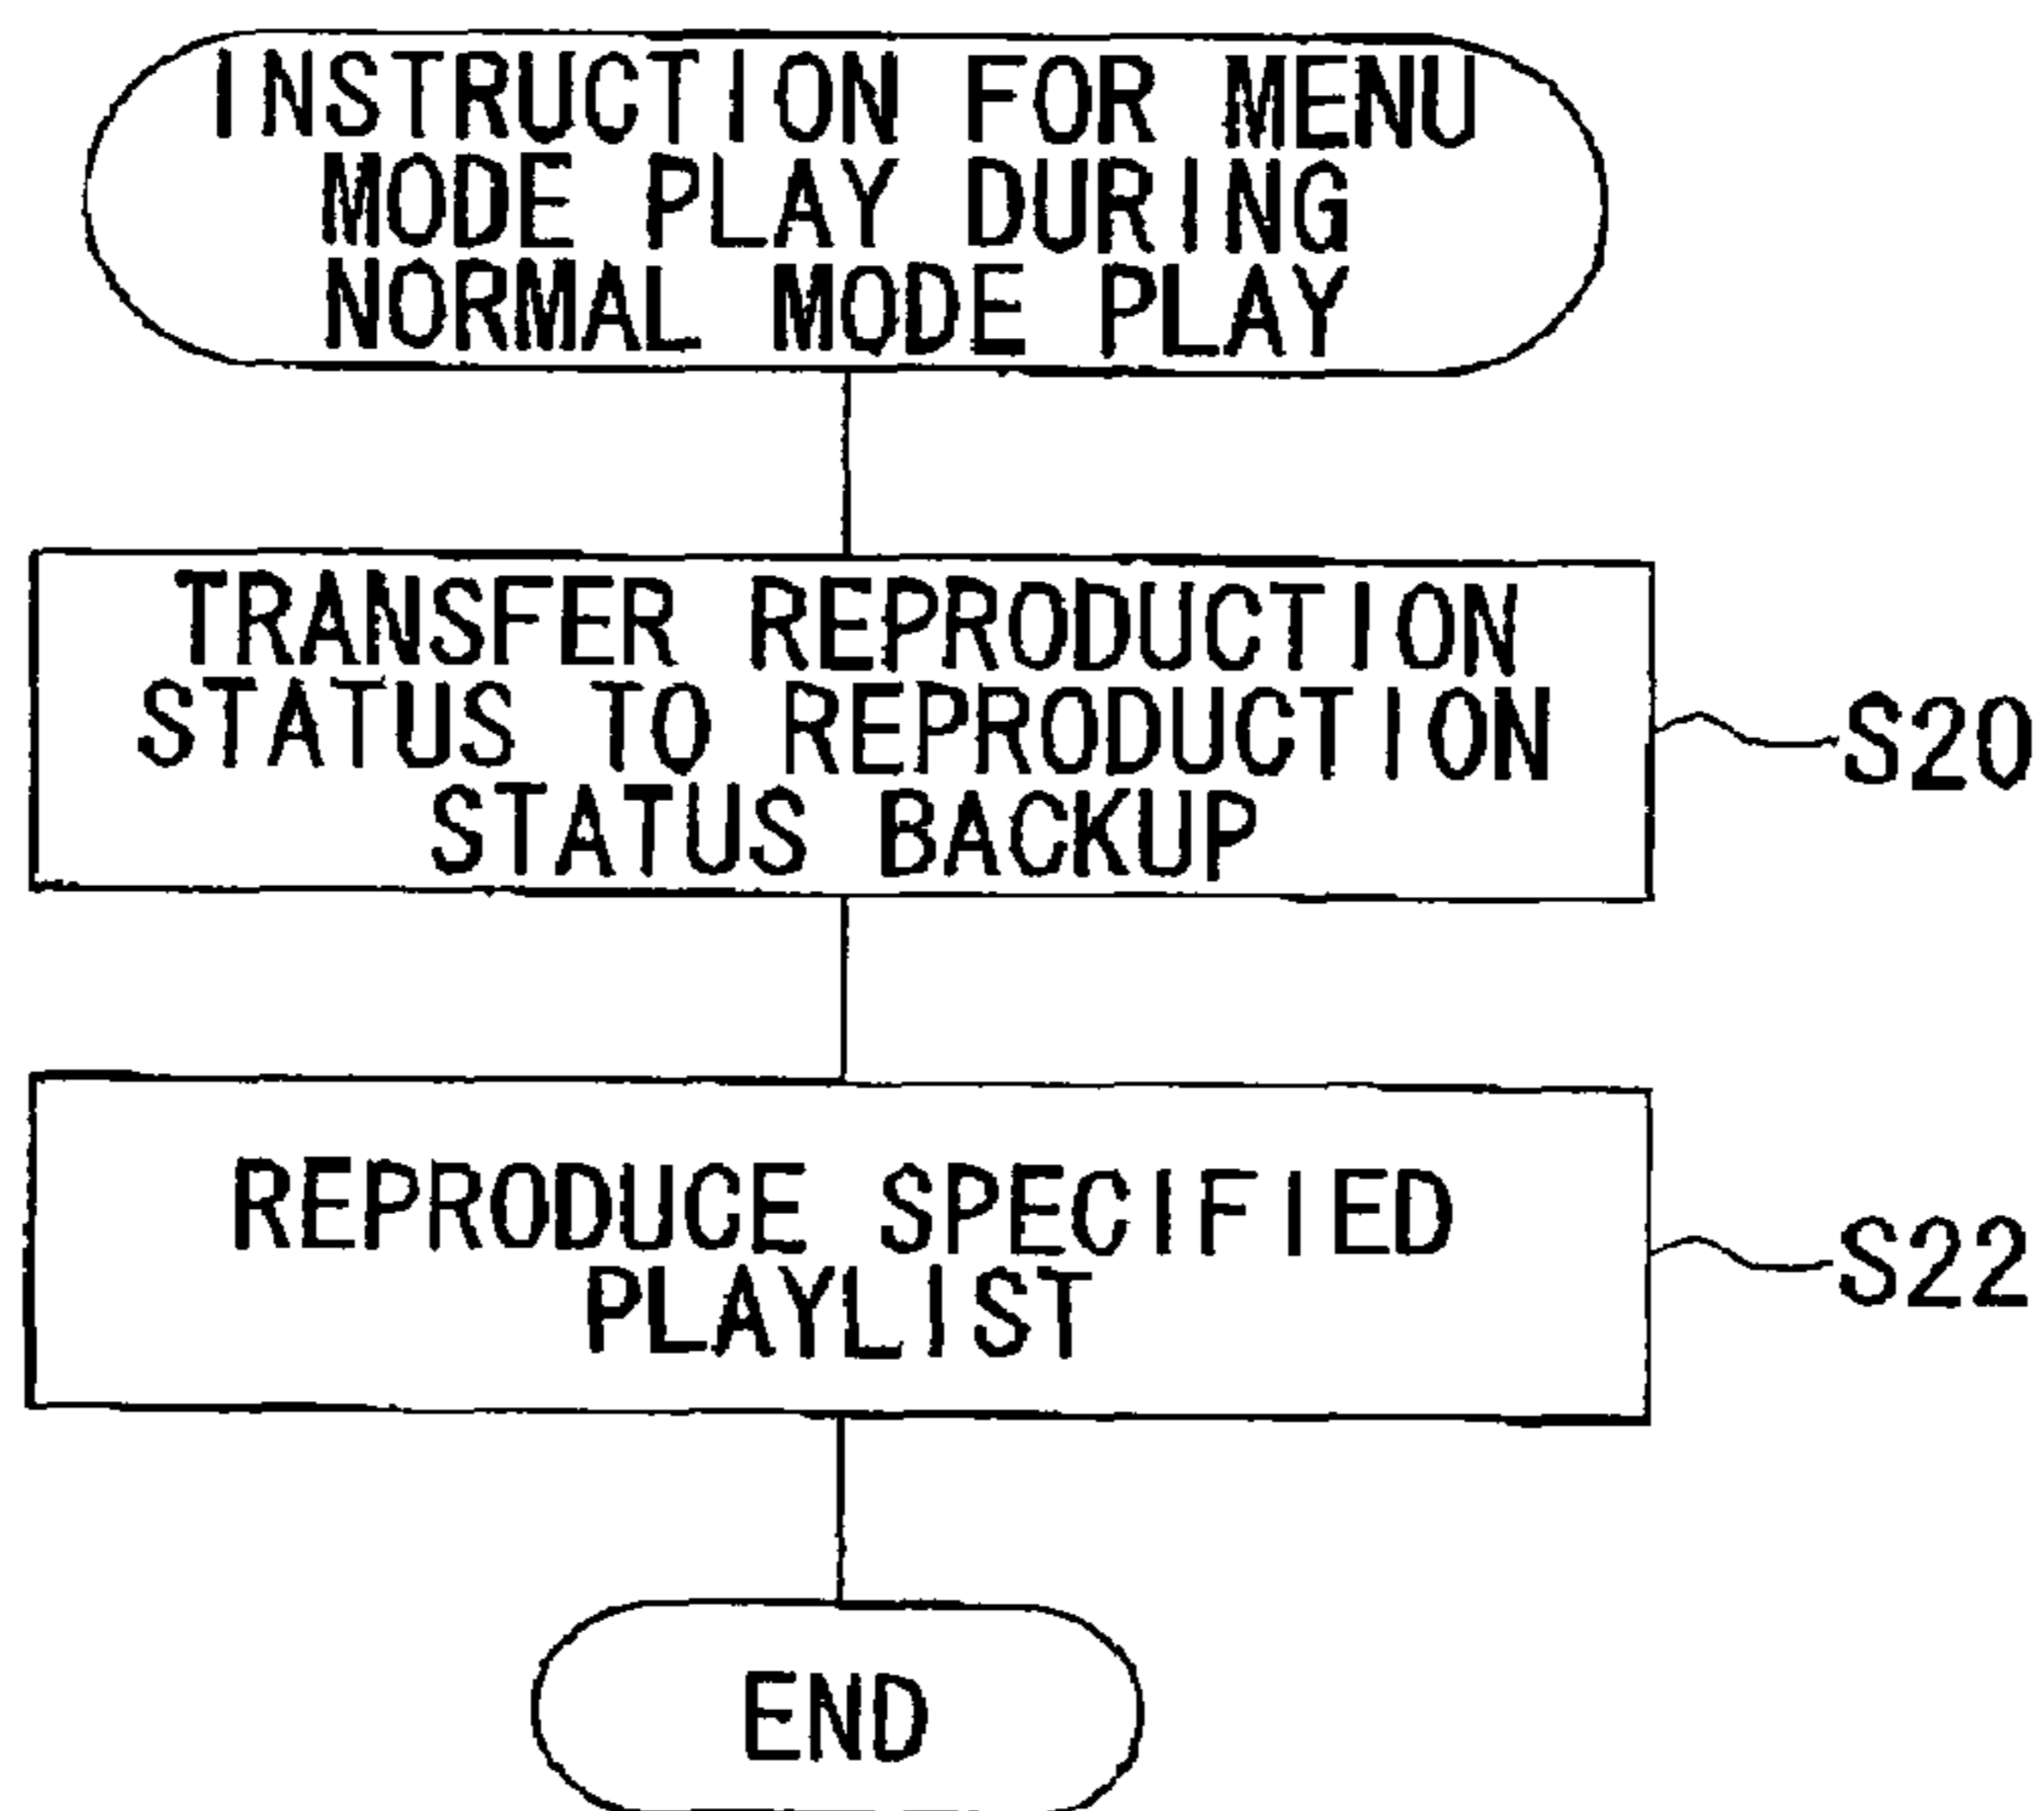 INSTRUCTION FOR MENU
MODE PLAY DURING
NORMAL MODE PLAY
TRANSFER REPRODUCTION
STATUS TO REPRODUCTION
STATUS BACKUP
S20
REPRODUCE SPECIFIED
PLAYLIST
S22
END